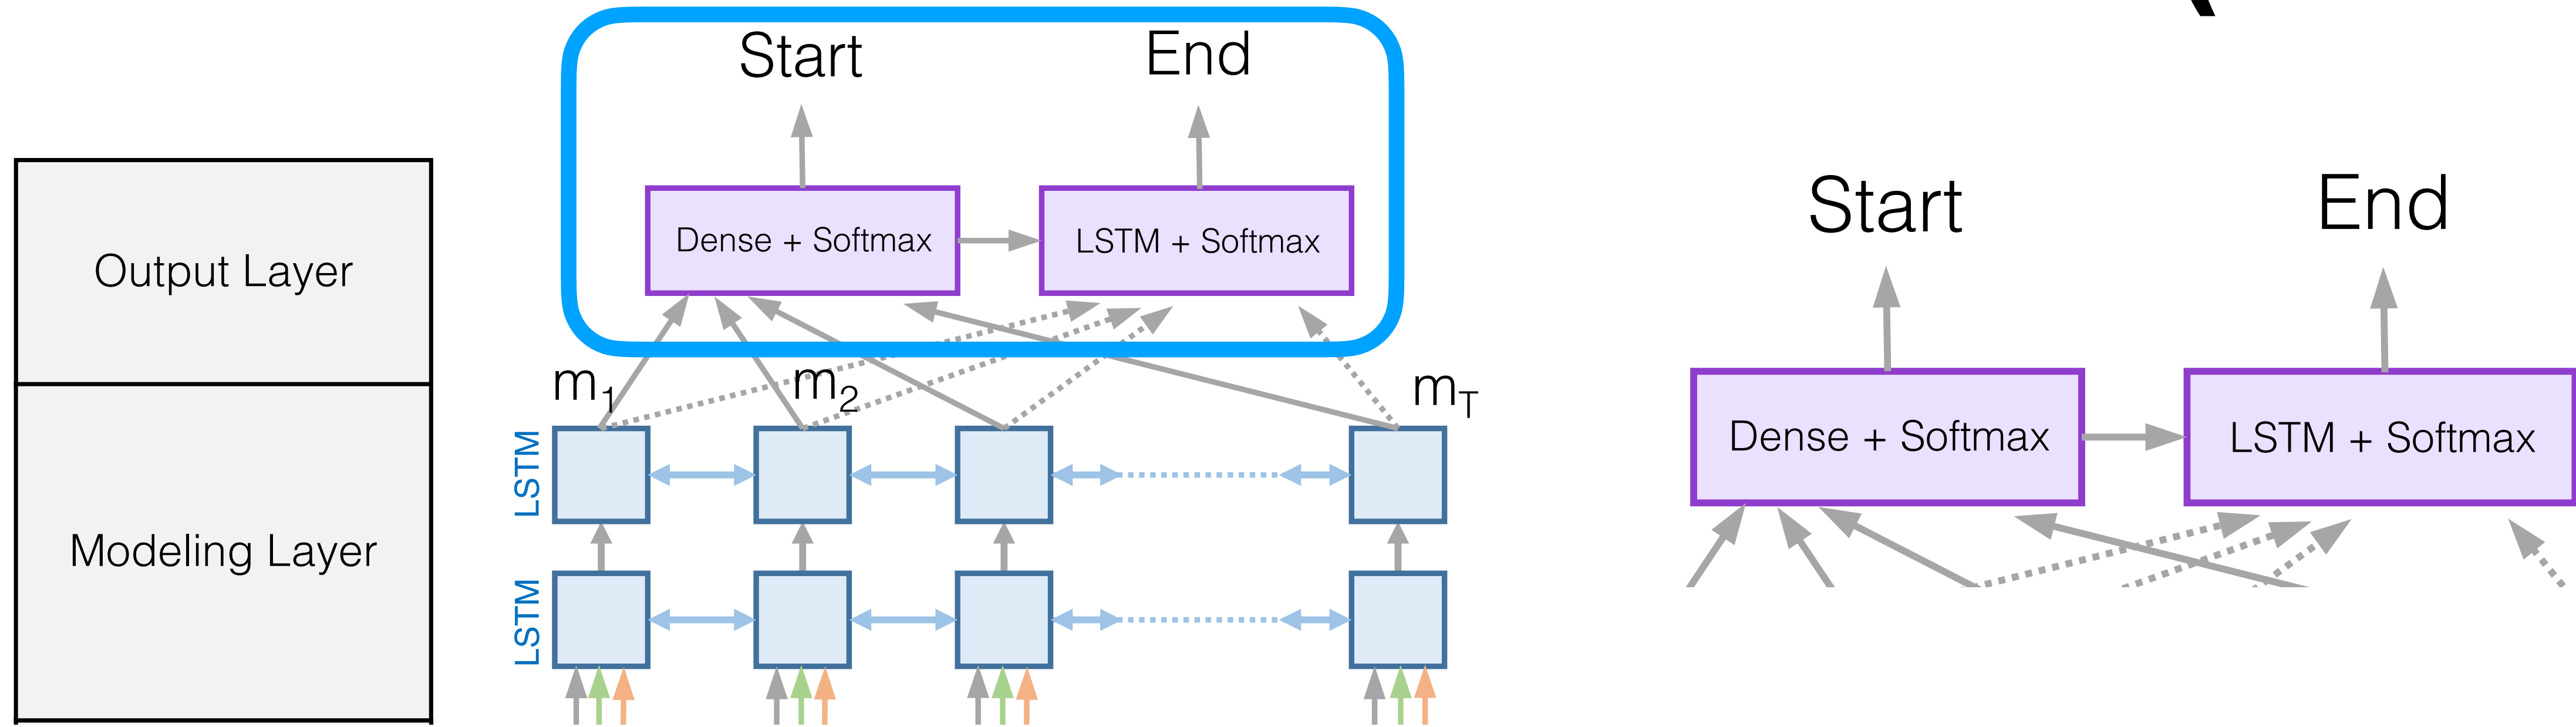 Output Layer
Modeling Layer
Start End
Dense + Softmax LSTM + Softmax
m₁ m₂ m_T
LSTM
LSTM
Start End
Dense + Softmax LSTM + Softmax